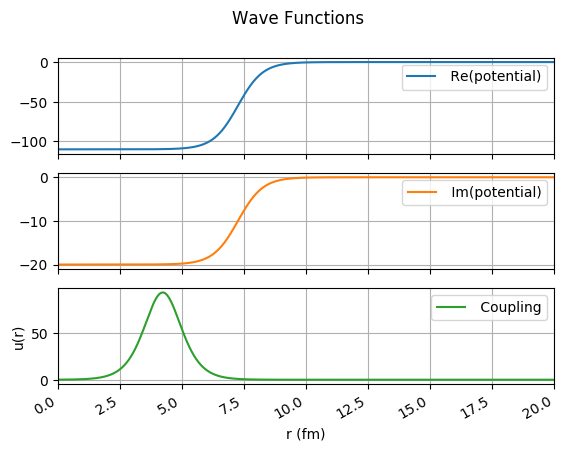 Wave Functions
0
−50
−100
Re(potential)
0
−10
−20
Im(potential)
50
0
u(r)
Coupling
0.0 2.5 5.0 7.5 10.0 12.5 15.0 17.5 20.0
r (fm)